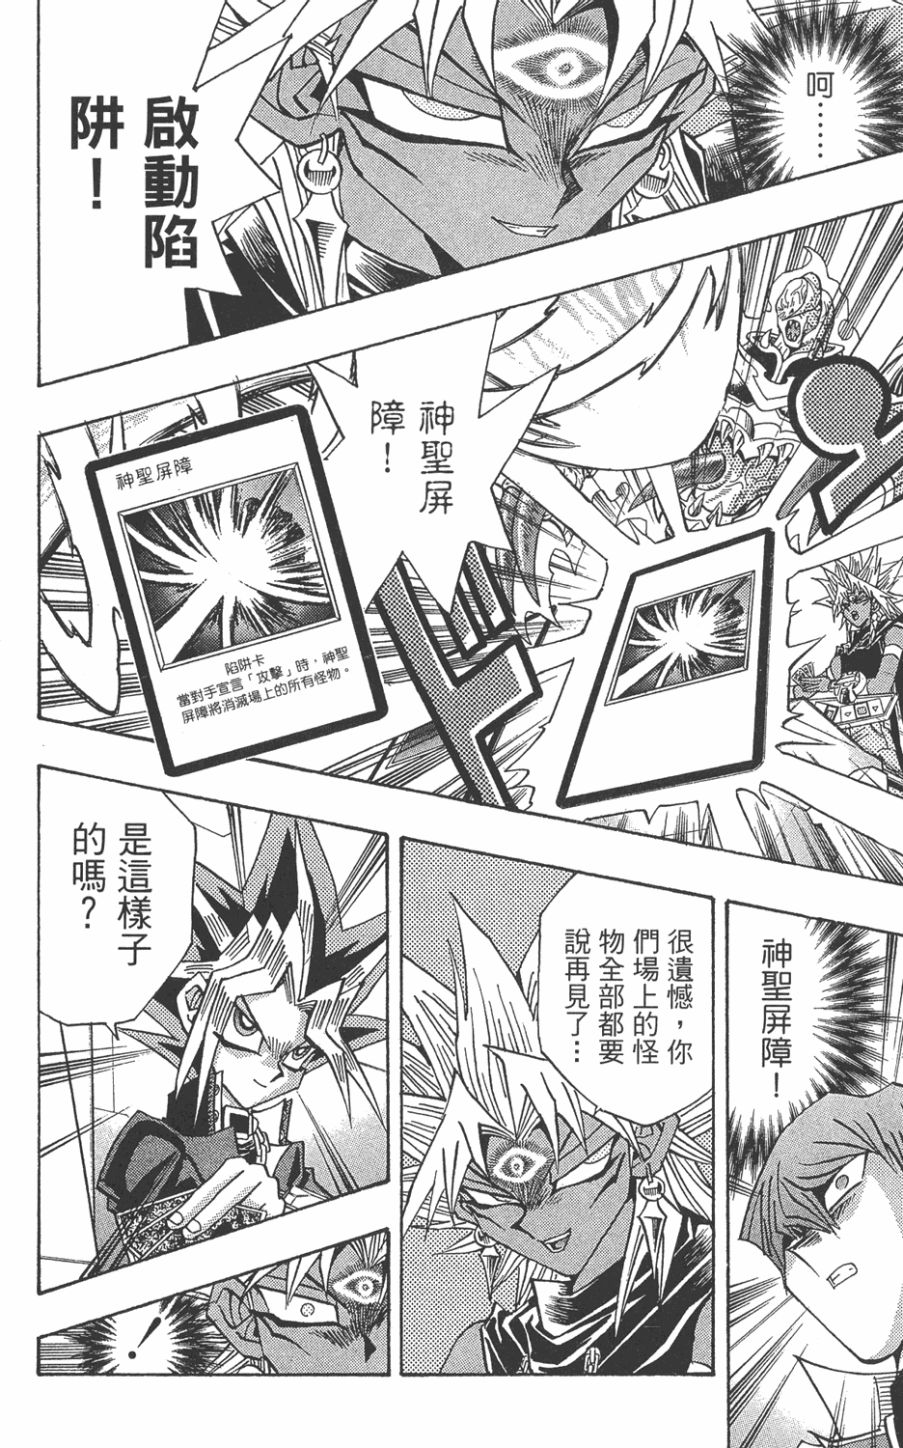 呵……
啟動陷
阱！
神聖屏
障！
神聖屏障
陷阱卡
當對手宣言「攻擊」時，神聖
屏障將消滅場上的所有怪物。
神聖屏障！
很遺憾，你
們場上的怪
物全部都要
說再見了…
是這樣子
的嗎？
！